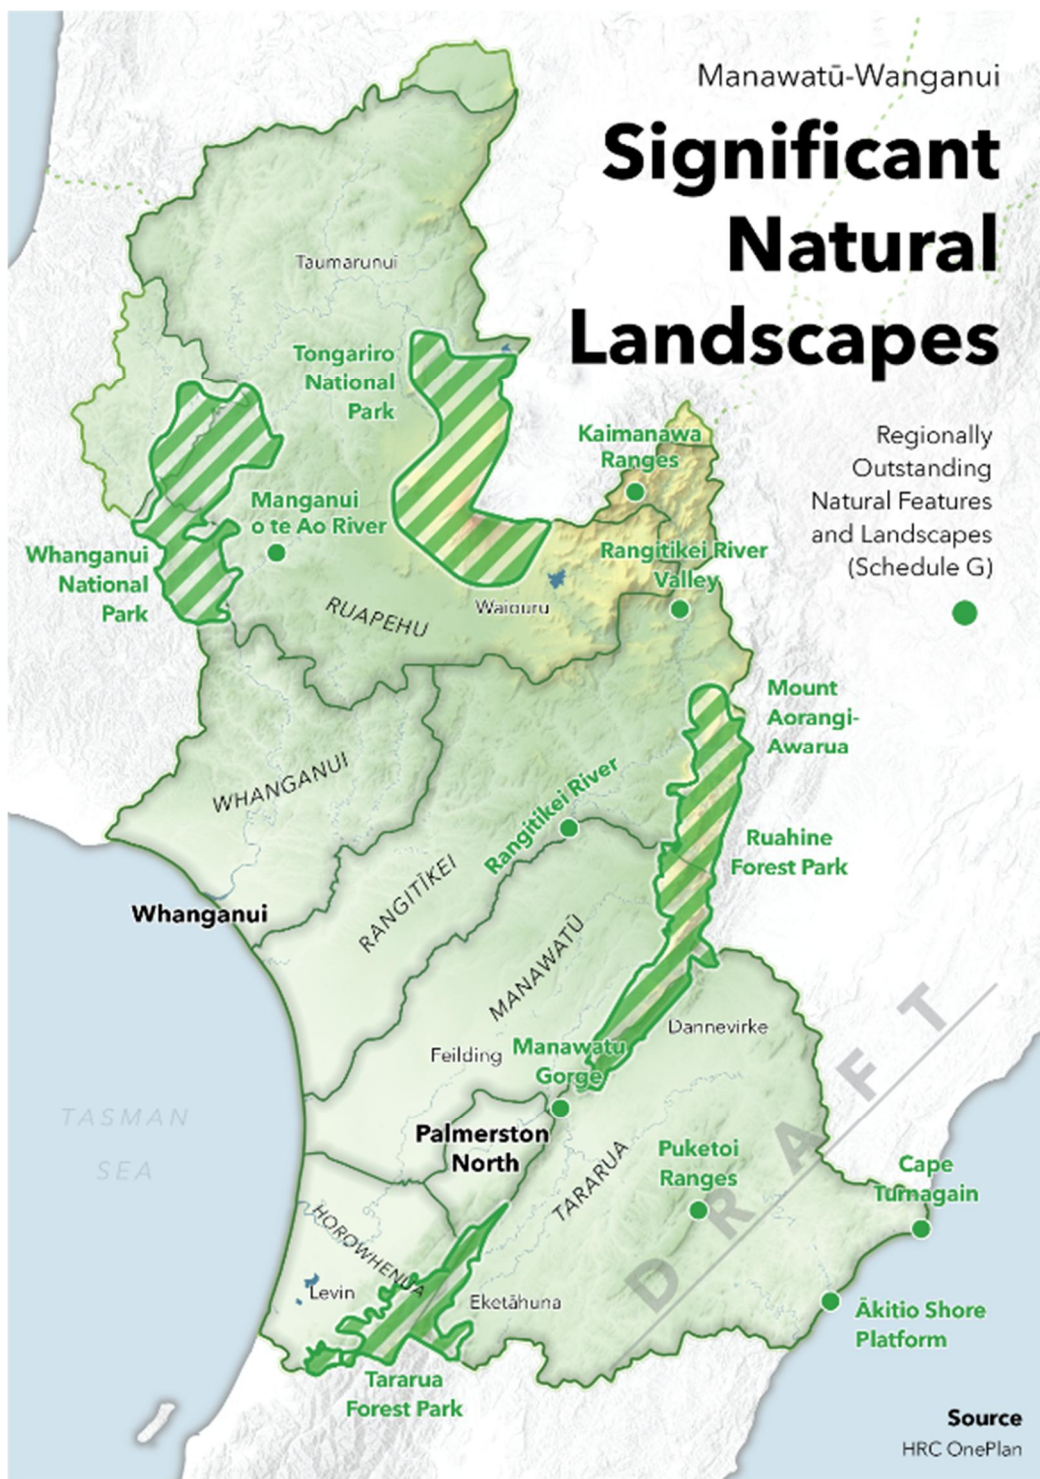 Manawatū-Wanganui
Significant
Natural
Landscapes
Regionally
Outstanding
Natural Features
and Landscapes
(Schedule G)
Taumarunui
Tongariro
National
Park
Kaimanawa
Ranges
Manganui
o te Ao River
Whanganui
National
Park
Rangitikei River
Valley
Waiouru
RUAPEHU
Mount
Aorangi-
Awarua
WHANGANUI
Rangitikei River
Ruahine
Forest Park
RANGITĪKEI
Whanganui
MANAWATŪ
Dannevirke
Feilding
Manawatu
Gorge
TASMAN
SEA
Palmerston
North
TARARUA
Puketoi
Ranges
Cape
Turnagain
HOROWHENUA
Levin
Eketāhuna
Ākitio Shore
Platform
Tararua
Forest Park
DRAFT
Source
HRC OnePlan